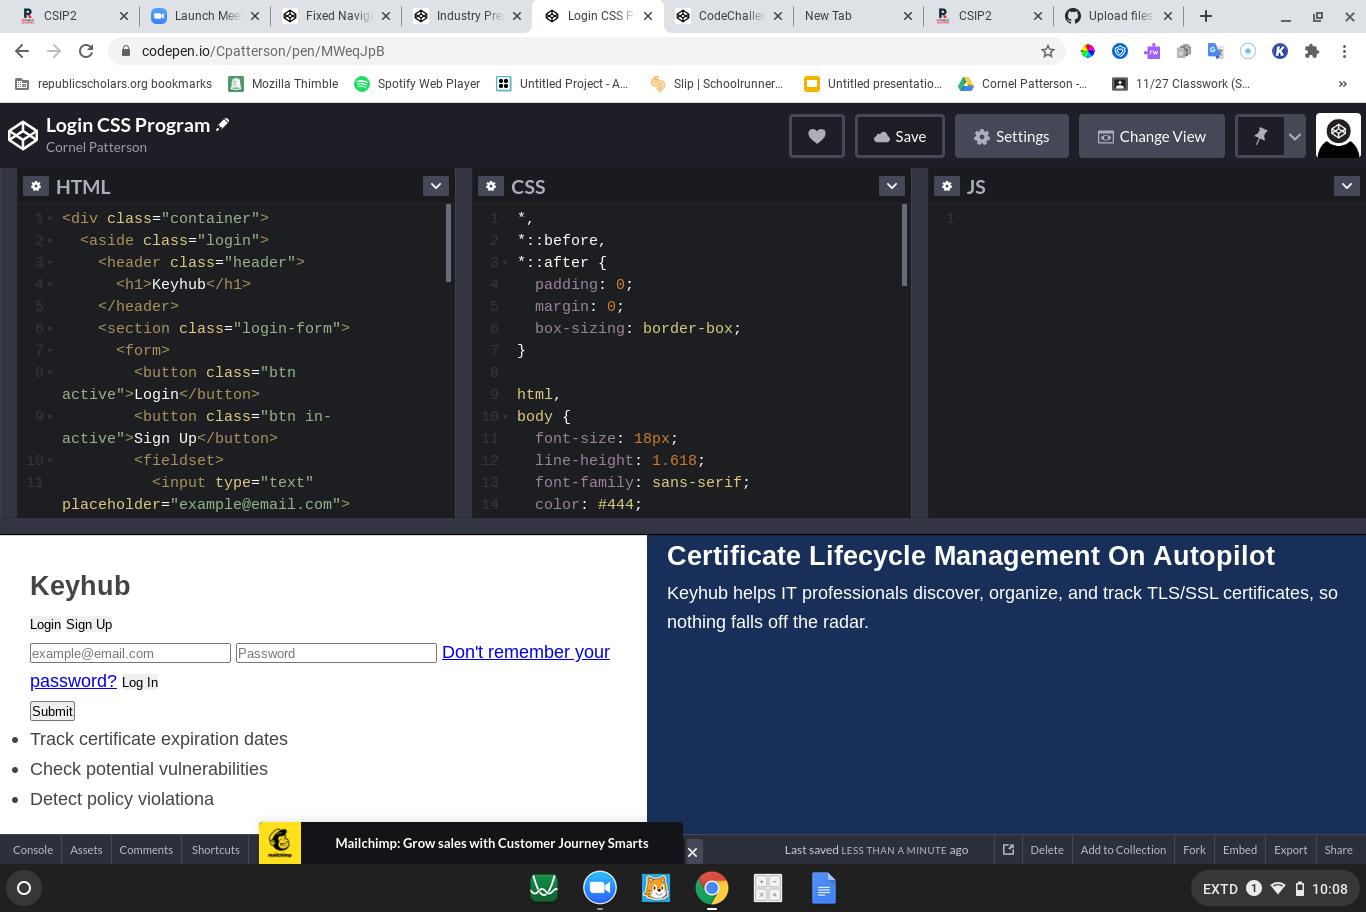 CSIP2
Launch Mee
Fixed Naviga
Industry Pre
Login CSS P
CodeChallen
New Tab
CSIP2
Upload files
codepen.io/Cpatterson/pen/MWeqJpB
republicscholars.org bookmarks
Mozilla Thimble
Spotify Web Player
Untitled Project - A...
Slip | Schoolrunner...
Untitled presentatio...
Cornel Patterson -...
11/27 Classwork (S...
»
Login CSS Program
Cornel Patterson
Save
Settings
Change View
HTML
1 <div class="container">
2 <aside class="login">
3 <header class="header">
4 <h1>Keyhub</h1>
5 </header>
6 <section class="login-form">
7 <form>
8 <button class="btn
active">Login</button>
9 <button class="btn in-
active">Sign Up</button>
10 <fieldset>
11 <input type="text"
placeholder="example@email.com">
CSS
1 *,
2 *::before,
3 *::after {
4 padding: 0;
5 margin: 0;
6 box-sizing: border-box;
7 }
8
9 html,
10 body {
11 font-size: 18px;
12 line-height: 1.618;
13 font-family: sans-serif;
14 color: #444;
JS
1
Keyhub
Login Sign Up
example@email.com Password Don't remember your
password? Log In
Submit
• Track certificate expiration dates
• Check potential vulnerabilities
• Detect policy violationa
Certificate Lifecycle Management On Autopilot
Keyhub helps IT professionals discover, organize, and track TLS/SSL certificates, so
nothing falls off the radar.
Console
Assets
Comments
Shortcuts
mailchimp
Mailchimp: Grow sales with Customer Journey Smarts
Last saved LESS THAN A MINUTE ago
Delete
Add to Collection
Fork
Embed
Export
Share
EXTD 1 10:08